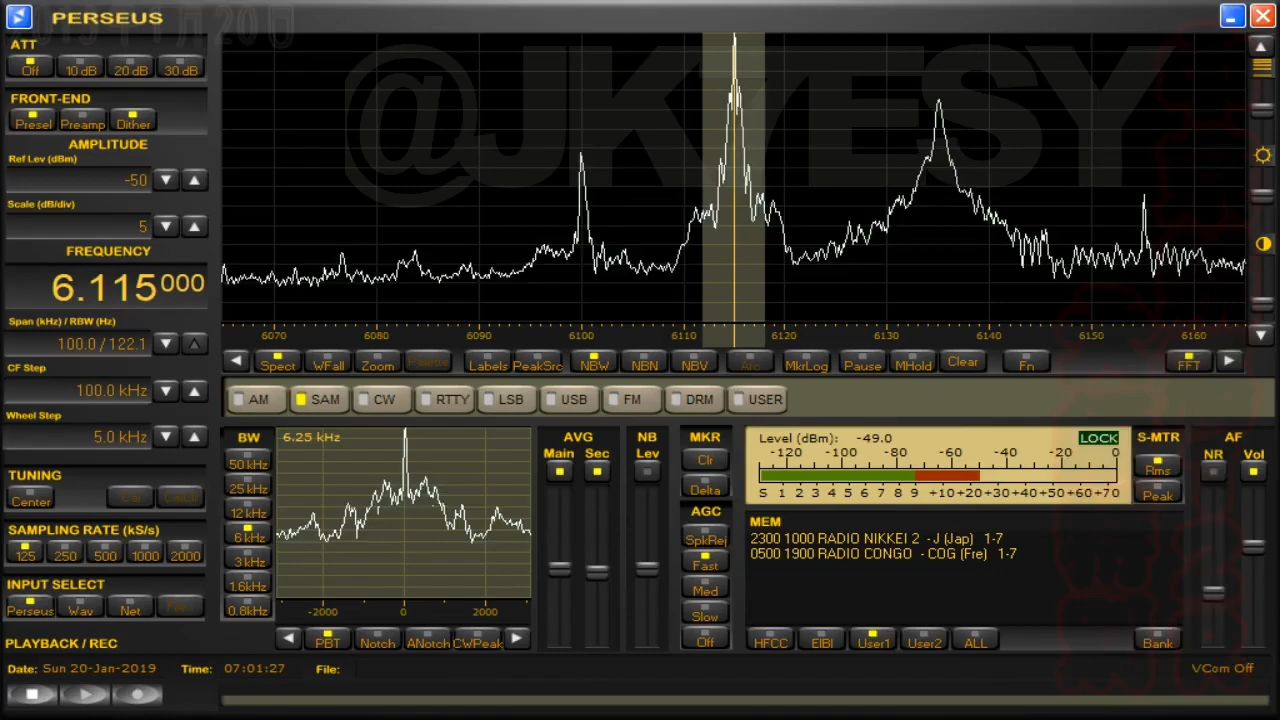 PERSEUS
@JK7ESY
ATT
Off 10 dB 20 dB 30 dB
FRONT-END
Presel Preamp Dither
AMPLITUDE
Ref Lev (dBm)
-50
Scale (dB/div)
5
FREQUENCY
6.115000
Span (kHz) / RBW (Hz)
100.0 / 122.1
CF Step
100.0 kHz
Wheel Step
5.0 kHz
TUNING
Center
SAMPLING RATE (kS/s)
125 250 500 1000 2000
INPUT SELECT
Perseus Wav Net
PLAYBACK / REC
6070 6080 6090 6100 6110 6120 6130 6140 6150 6160
Spect WFall Zoom Labels PeakSrc NBW NBN NBV MkrLog Pause MHold Clear Fn FFT
AM SAM CW RTTY LSB USB FM DRM USER
BW
50 kHz
25 kHz
12 kHz
6 kHz
3 kHz
1.6kHz
0.8kHz
6.25 kHz
-2000 0 2000
PBT Notch ANotch CWPeak
AVG
Main Sec
NB
Lev
MKR
Clr
Delta
AGC
SpkRej
Fast
Med
Slow
Off
Level (dBm): -49.0 LOCK
-120 -100 -80 -60 -40 -20 0
S 1 2 3 4 5 6 7 8 9 +10+20+30+40+50+60+70
S-MTR
Rms
Peak
AF
NR Vol
MEM
2300 1000 RADIO NIKKEI 2 - J (Jap) 1-7
0500 1900 RADIO CONGO - COG (Fre) 1-7
HFCC EIBI User1 User2 ALL Bank
Date: Sun 20-Jan-2019 Time: 07:01:27 File:
VCom Off